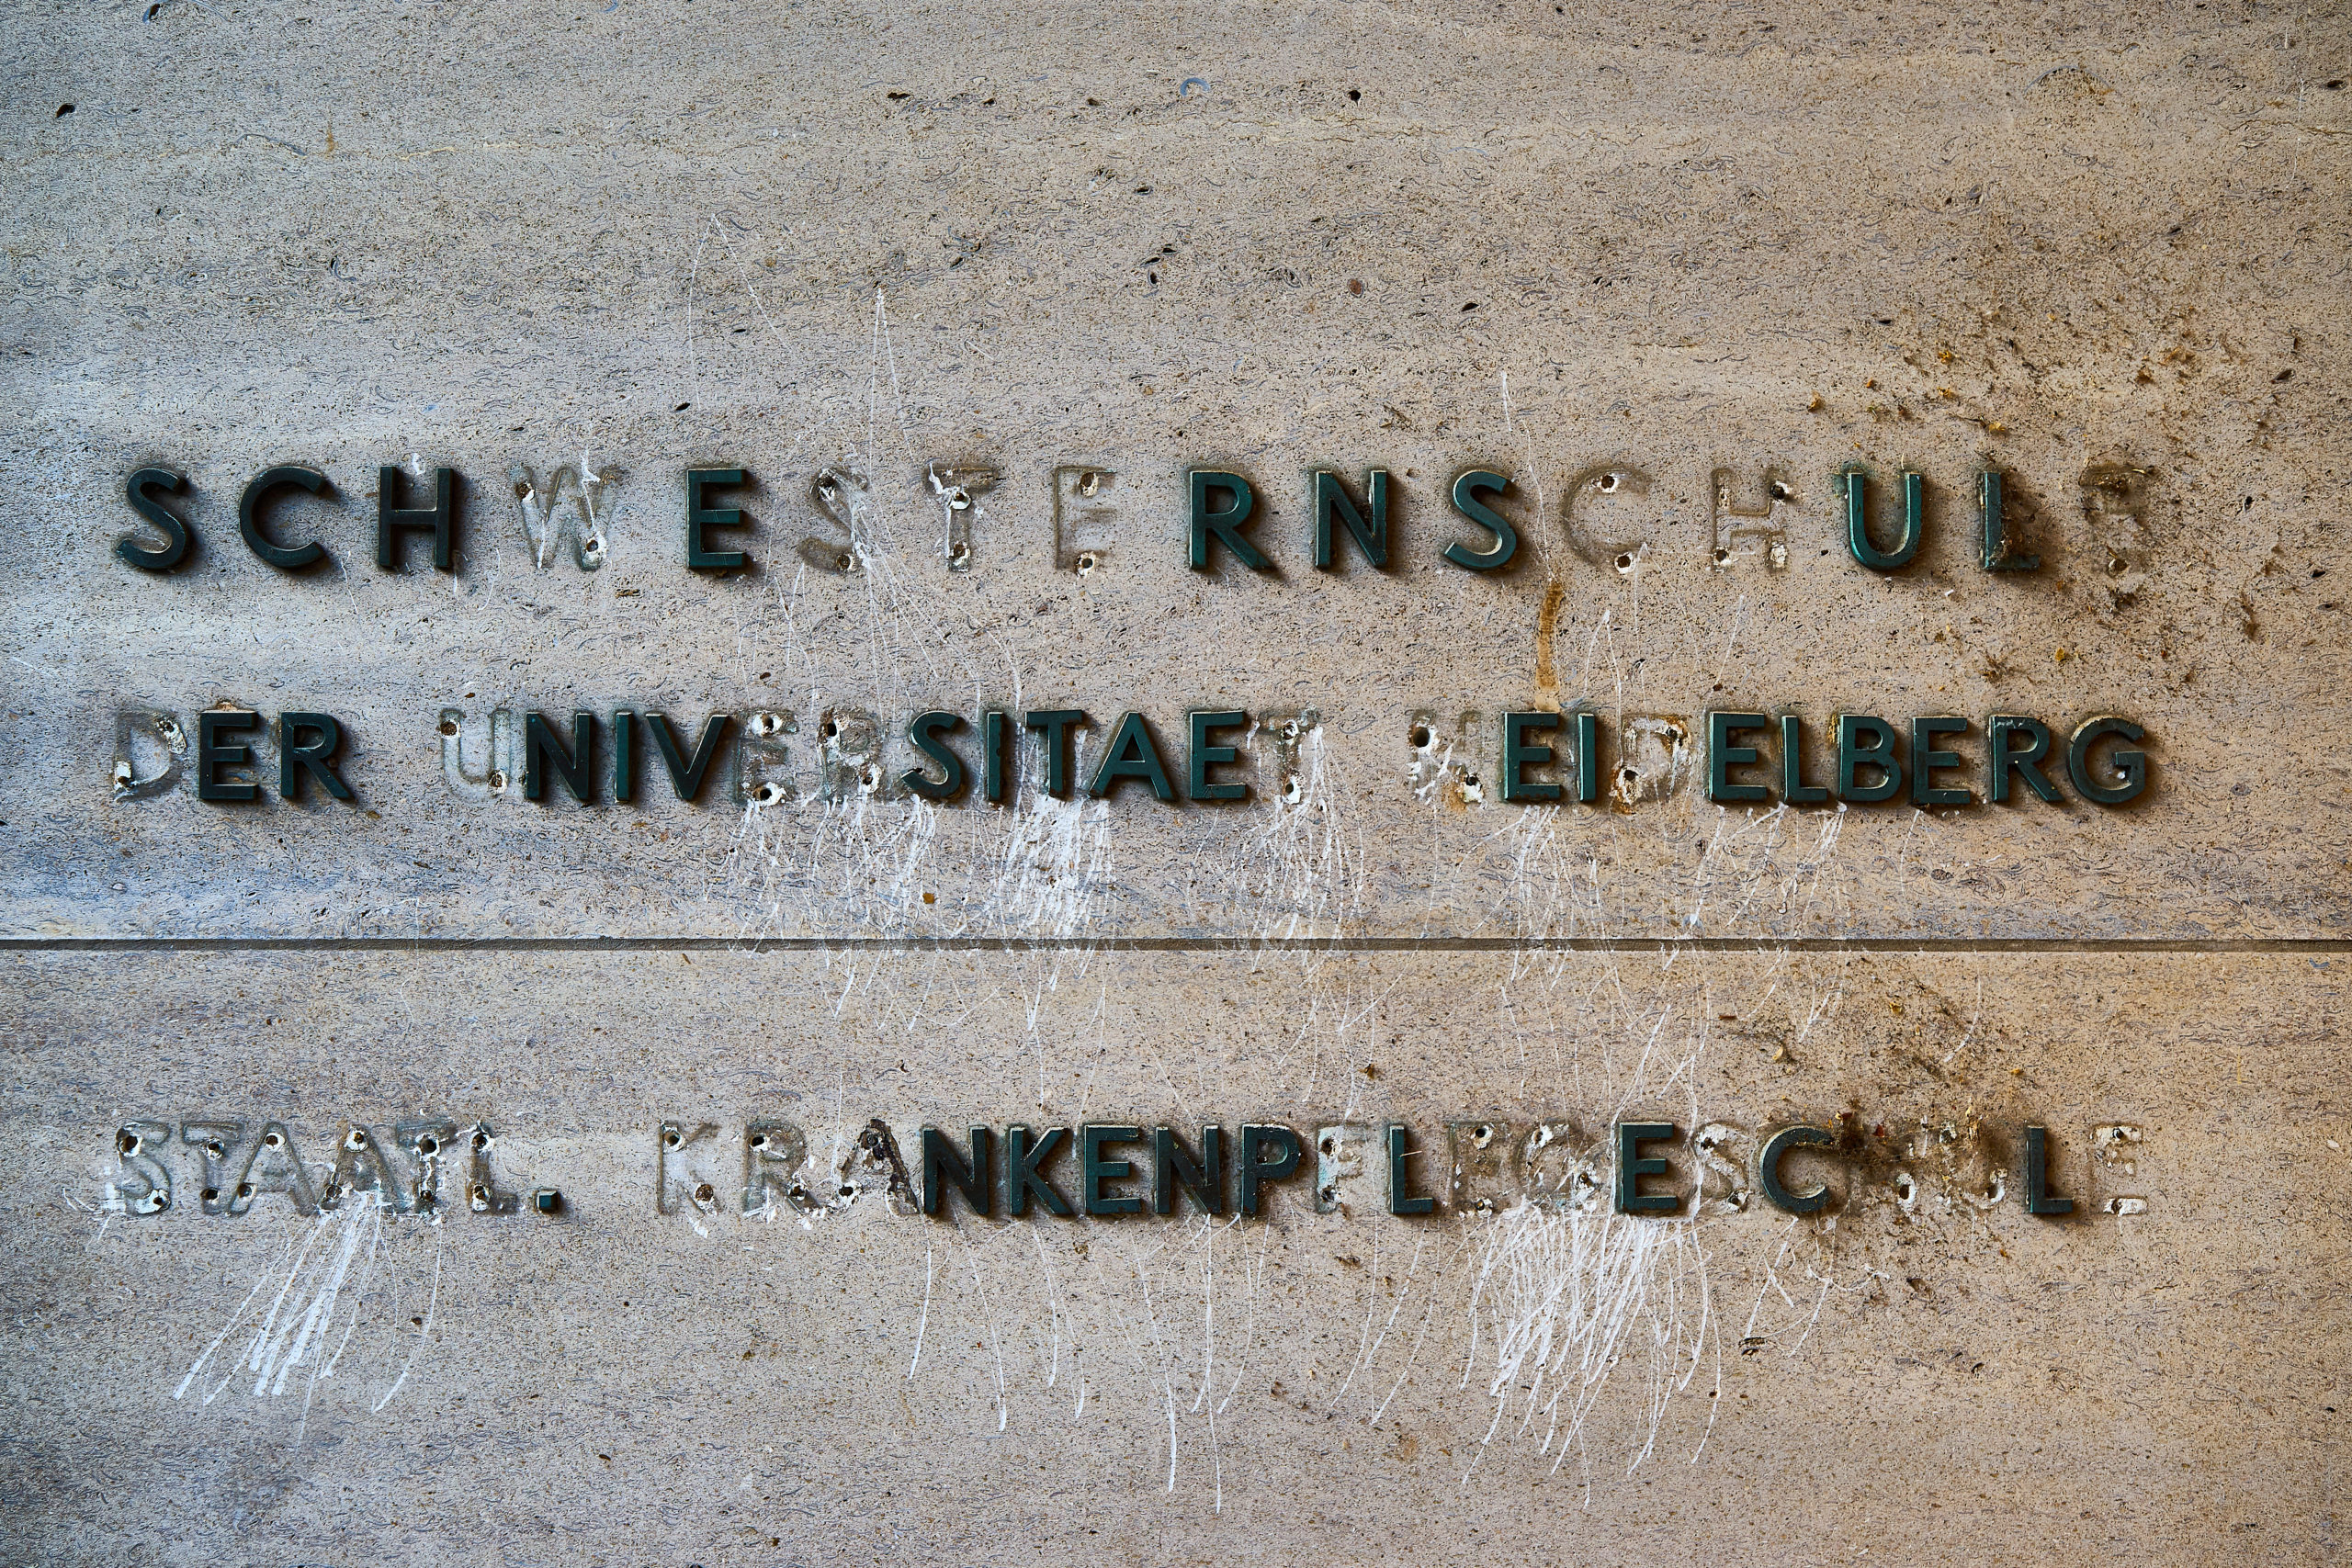 SCHWESTERNSCHULE
DER UNIVERSITAET HEIDELBERG
STAATL. KRANKENPFLEGESCHULE